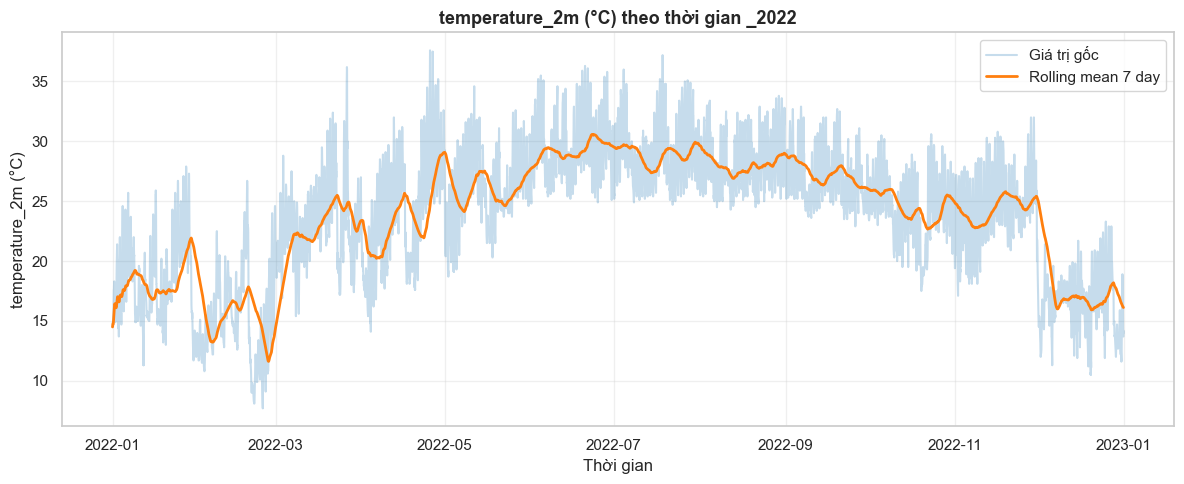 temperature_2m (°C) theo thời gian _2022
Giá trị gốc
Rolling mean 7 day
temperature_2m (°C)
35
30
25
20
15
10
2022-01
2022-03
2022-05
2022-07
2022-09
2022-11
2023-01
Thời gian